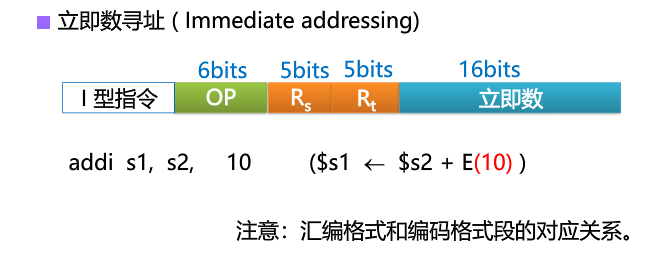 立即数寻址 ( Immediate addressing)
6bits 5bits 5bits 16bits
I 型指令 OP Rs Rt 立即数
addi s1, s2, 10 ($s1 ← $s2 + E(10) )
注意：汇编格式和编码格式段的对应关系。